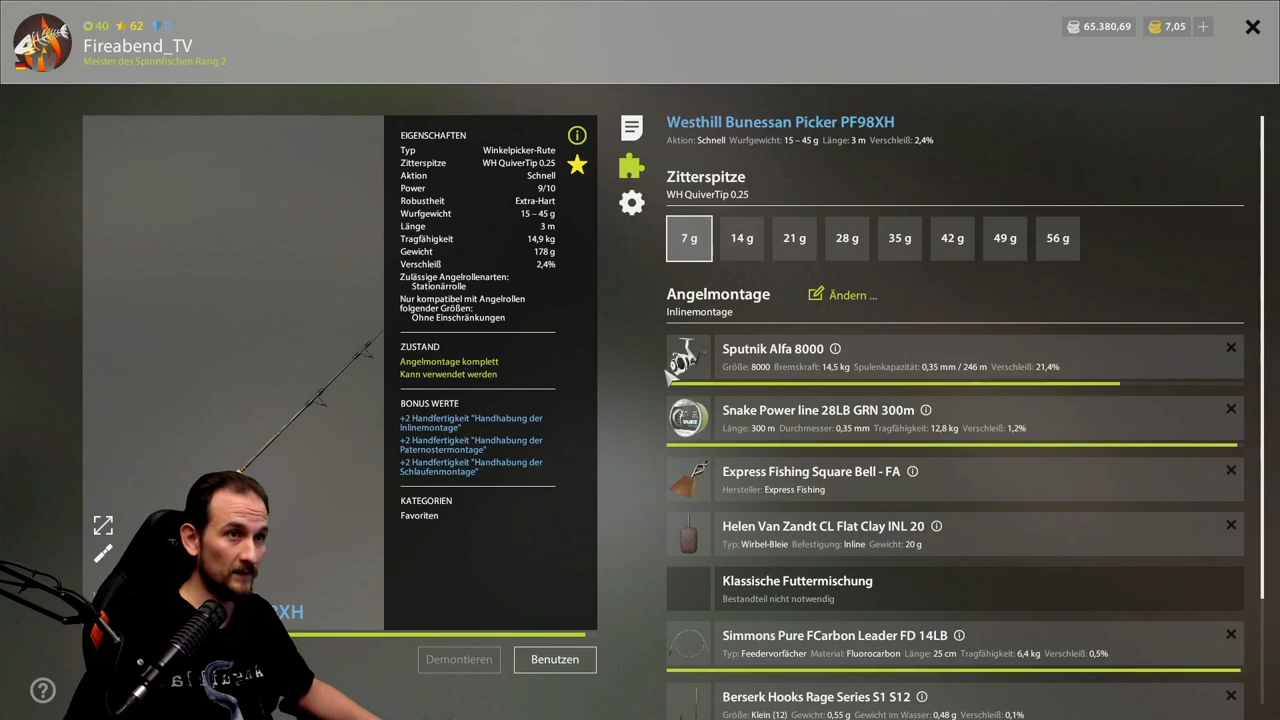 40 62 0
Fireabend_TV
Meister des Spinnfischen Rang 2
65.380,69 7,05
EIGENSCHAFTEN
Typ Winkelpicker-Rute
Zitterspitze WH QuiverTip 0.25
Aktion Schnell
Power 9/10
Robustheit Extra-Hart
Wurfgewicht 15 – 45 g
Länge 3 m
Tragfähigkeit 14,9 kg
Gewicht 178 g
Verschleiß 2,4%
Zulässige Angelrollenarten:
Stationärrolle
Nur kompatibel mit Angelrollen
folgender Größen:
Ohne Einschränkungen
ZUSTAND
Angelmontage komplett
Kann verwendet werden
BONUS WERTE
+2 Handfertigkeit "Handhabung der
Inlinemontage"
+2 Handfertigkeit "Handhabung der
Paternostermontage"
+2 Handfertigkeit "Handhabung der
Schlaufenmontage"
KATEGORIEN
Favoriten
8XH
Demontieren Benutzen
Westhill Bunessan Picker PF98XH
Aktion: Schnell Wurfgewicht: 15 – 45 g Länge: 3 m Verschleiß: 2,4%
Zitterspitze
WH QuiverTip 0.25
7 g 14 g 21 g 28 g 35 g 42 g 49 g 56 g
Angelmontage Ändern ...
Inlinemontage
Sputnik Alfa 8000
Größe: 8000 Bremskraft: 14,5 kg Spulenkapazität: 0,35 mm / 246 m Verschleiß: 21,4%
Snake Power line 28LB GRN 300m
Länge: 300 m Durchmesser: 0,35 mm Tragfähigkeit: 12,8 kg Verschleiß: 1,2%
Express Fishing Square Bell - FA
Hersteller: Express Fishing
Helen Van Zandt CL Flat Clay INL 20
Typ: Wirbel-Bleie Befestigung: Inline Gewicht: 20 g
Klassische Futtermischung
Bestandteil nicht notwendig
Simmons Pure FCarbon Leader FD 14LB
Typ: Feedervorfächer Material: Fluorocarbon Länge: 25 cm Tragfähigkeit: 6,4 kg Verschleiß: 0,5%
Berserk Hooks Rage Series S1 S12
Größe: Klein (12) Gewicht: 0,55 g Gewicht im Wasser: 0,48 g Verschleiß: 0,1%